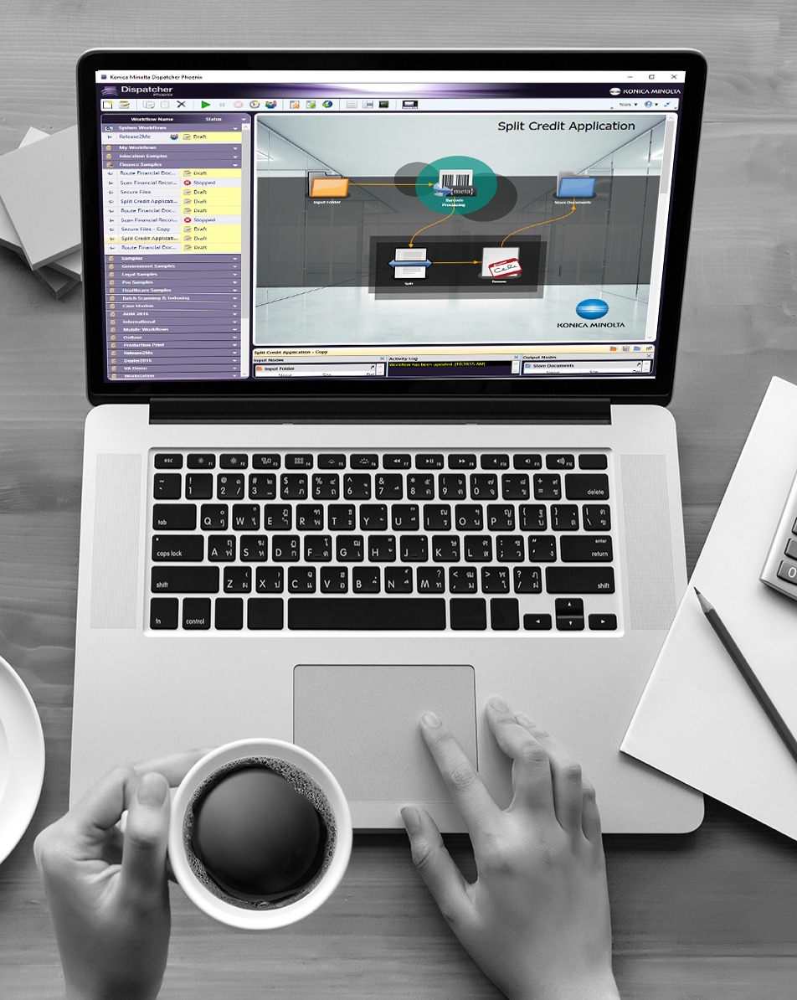 Konica Minolta Dispatcher Phoenix
Dispatcher
Phoenix
KONICA MINOLTA
Tools
Workflow Name Status
System Workflows
Release2Me Draft
My Workflows
Education Samples
Finance Samples
Route Financial Doc... Draft
Scan Financial Recor... Stopped
Secure Files Draft
Split Credit Applicati... Draft
Route Financial Doc... Draft
Scan Financial Recor... Stopped
Secure Files - Copy Draft
Split Credit Applicati... Draft
Route Financial Doc... Draft
Samples
Government Samples
Legal Samples
Pro Samples
Healthcare Samples
Batch Scanning & Indexing
Case Studies
ABM 2016
International
Mobile Workflows
OnBase
Production Print
Release2Me
Dealer2016
VA Demo
Workstation
Split Credit Application
Input Folder
{meta}
Barcode
Processing
Store Documents
Split
Rename
KONICA MINOLTA
Split Credit Application - Copy
Input Nodes
Input Folder
Name Size
Activity Log
Workflow has been updated. [10:39:55 AM]
Output Nodes
Store Documents
Name Size
esc F1 F2 F3 F4 F5 F6 F7 F8 F9 F10 F11 F12
~ ! 1 @ 2 # 3 $ 4 % 5 ^ 6 & 7 * 8 ( 9 ) 0 - + = delete
tab Q W E R T Y U I O P { [ } ] | \
caps lock A S D F G H J K L : ; " ' enter return
shift Z X C V B N M < , > . ? / shift
fn control
0